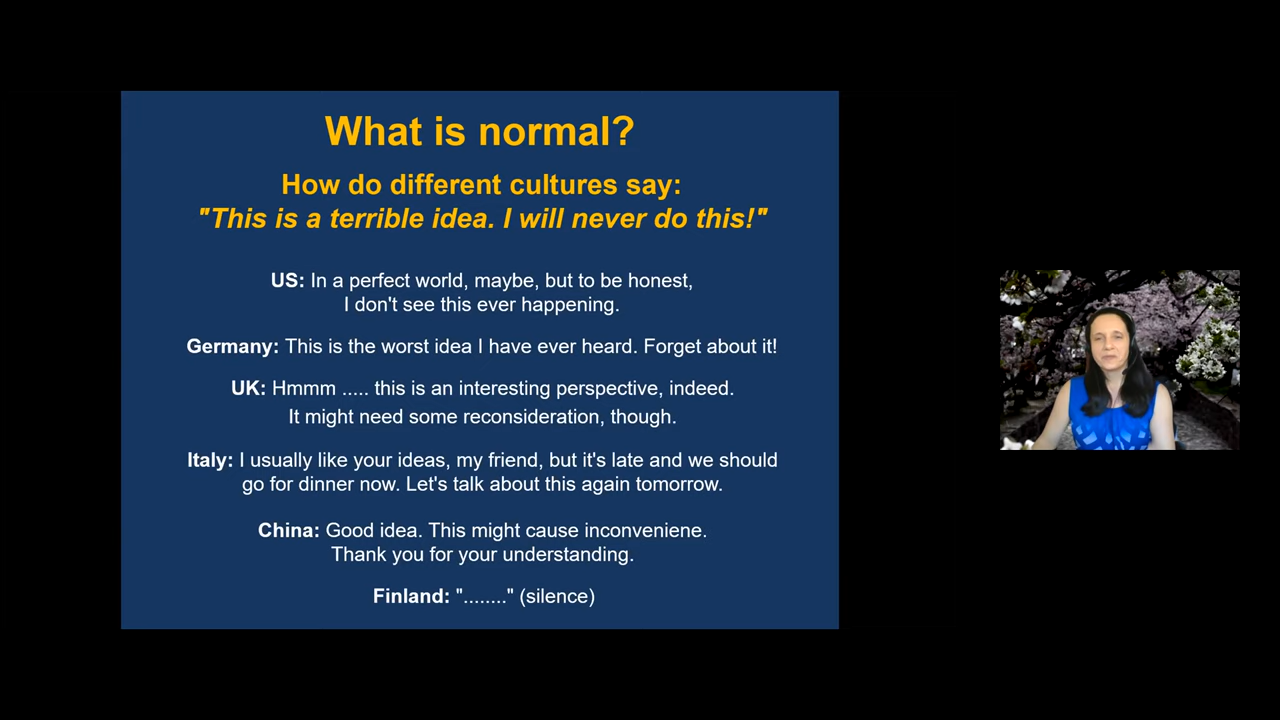 What is normal?
How do different cultures say:
"This is a terrible idea. I will never do this!"
US: In a perfect world, maybe, but to be honest,
I don't see this ever happening.
Germany: This is the worst idea I have ever heard. Forget about it!
UK: Hmmm ..... this is an interesting perspective, indeed.
It might need some reconsideration, though.
Italy: I usually like your ideas, my friend, but it's late and we should
go for dinner now. Let's talk about this again tomorrow.
China: Good idea. This might cause inconveniene.
Thank you for your understanding.
Finland: "........" (silence)